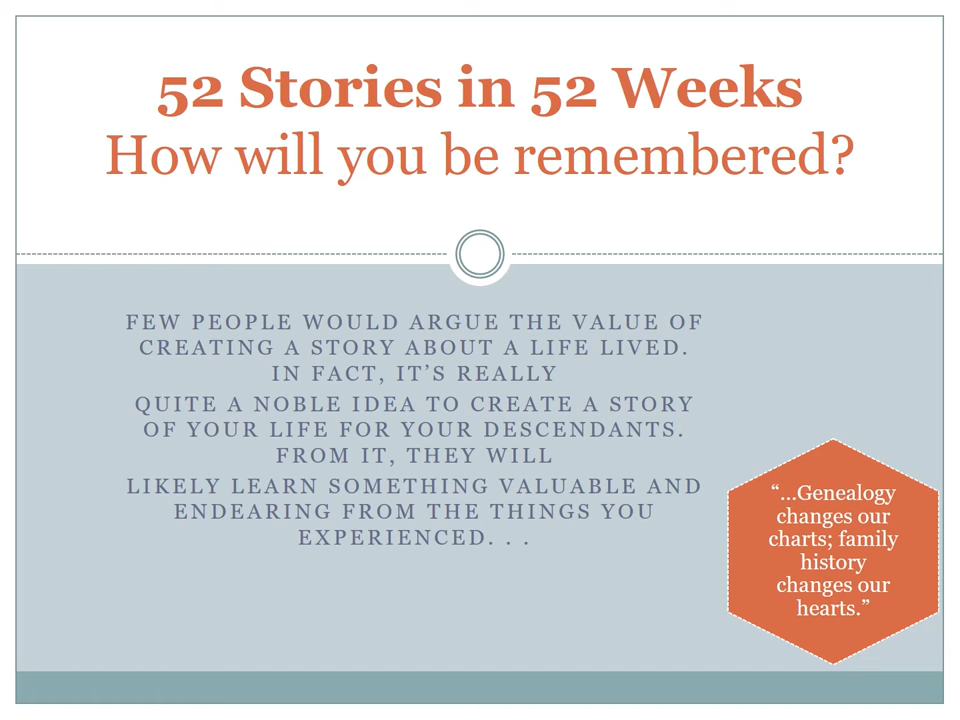 52 Stories in 52 Weeks
How will you be remembered?
FEW PEOPLE WOULD ARGUE THE VALUE OF
CREATING A STORY ABOUT A LIFE LIVED.
IN FACT, IT’S REALLY
QUITE A NOBLE IDEA TO CREATE A STORY
OF YOUR LIFE FOR YOUR DESCENDANTS.
FROM IT, THEY WILL
LIKELY LEARN SOMETHING VALUABLE AND
ENDEARING FROM THE THINGS YOU
EXPERIENCED. . .
“…Genealogy
changes our
charts; family
history
changes our
hearts.”